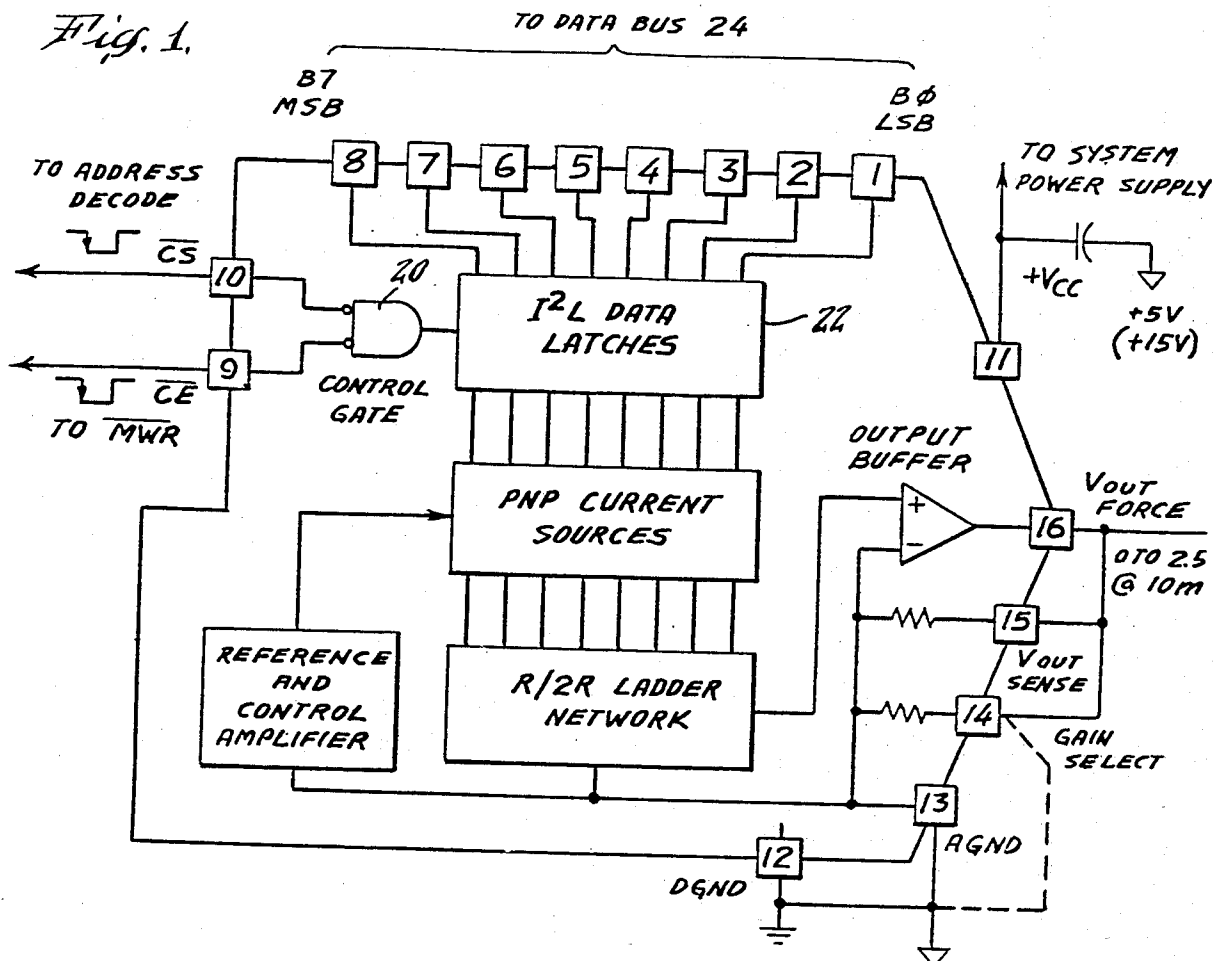 Fig. 1.
TO DATA BUS 24
B7
MSB
BØ
LSB
8 7 6 5 4 3 2 1
TO ADDRESS
DECODE
TO SYSTEM
POWER SUPPLY
CS
10
20
+VCC
+5V
(+15V)
I²L DATA
LATCHES
22
11
9
CE
TO MWR
CONTROL
GATE
OUTPUT
BUFFER
PNP CURRENT
SOURCES
+
−
16
VOUT
FORCE
0 TO 2.5
@ 10m
15
VOUT
SENSE
REFERENCE
AND
CONTROL
AMPLIFIER
R/2R LADDER
NETWORK
14
GAIN
SELECT
13
AGND
12
DGND